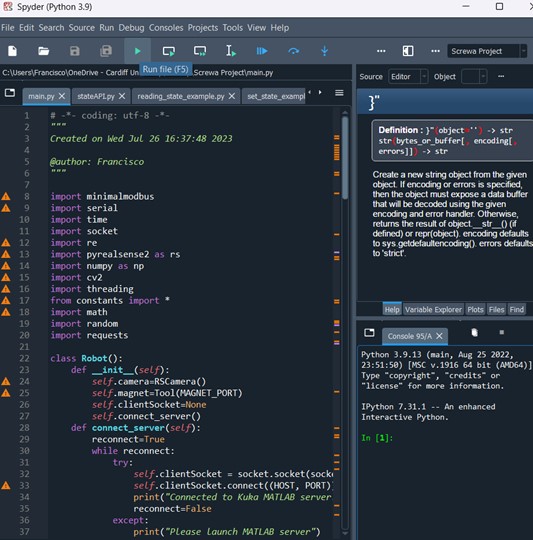 Spyder (Python 3.9)
File Edit Search Source Run Debug Consoles Projects Tools View Help
Screwa Project
C:\Users\Francisco\OneDrive - Cardiff Un
Screwa Project\main.py
Run file (F5)
main.py
stateAPI.py
reading_state_example.py
set_state_exampl
1 # -*- coding: utf-8 -*-
2 """
3 Created on Wed Jul 26 16:37:48 2023
4
5 @author: Francisco
6 """
7
8 import minimalmodbus
9 import serial
10 import time
11 import socket
12 import re
13 import pyrealsense2 as rs
14 import numpy as np
15 import cv2
16 import threading
17 from constants import *
18 import math
19 import random
20 import requests
21
22 class Robot():
23 def __init__(self):
24 self.camera=RSCamera()
25 self.magnet=Tool(MAGNET_PORT)
26 self.clientSocket=None
27 self.connect_server()
28 def connect_server(self):
29 reconnect=True
30 while reconnect:
31 try:
32 self.clientSocket = socket.socket(socke
33 self.clientSocket.connect((HOST, PORT)
34 print("Connected to Kuka MATLAB server
35 reconnect=False
36 except:
37 print("Please launch MATLAB server")
Source Editor Object
}"
Definition : }"(object='') -> str
str(bytes_or_buffer[, encoding[,
errors]]) -> str
Create a new string object from the given
object. If encoding or errors is specified,
then the object must expose a data buffer
that will be decoded using the given
encoding and error handler. Otherwise,
returns the result of object.__str__() (if
defined) or repr(object). encoding defaults
to sys.getdefaultencoding(). errors defaults
to 'strict'.
Help Variable Explorer Plots Files Find
Console 95/A
Python 3.9.13 (main, Aug 25 2022,
23:51:50) [MSC v.1916 64 bit (AMD64)]
Type "copyright", "credits" or
"license" for more information.
IPython 7.31.1 -- An enhanced
Interactive Python.
In [1]: